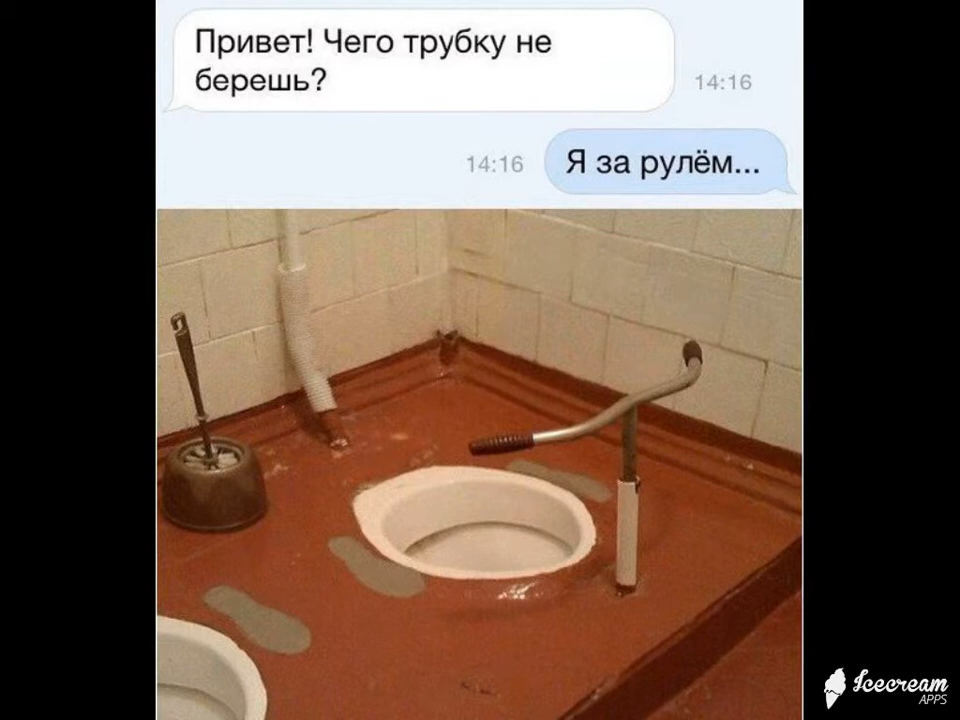 Привет! Чего трубку не
берешь?
14:16
14:16
Я за рулём...
Icecream
APPS